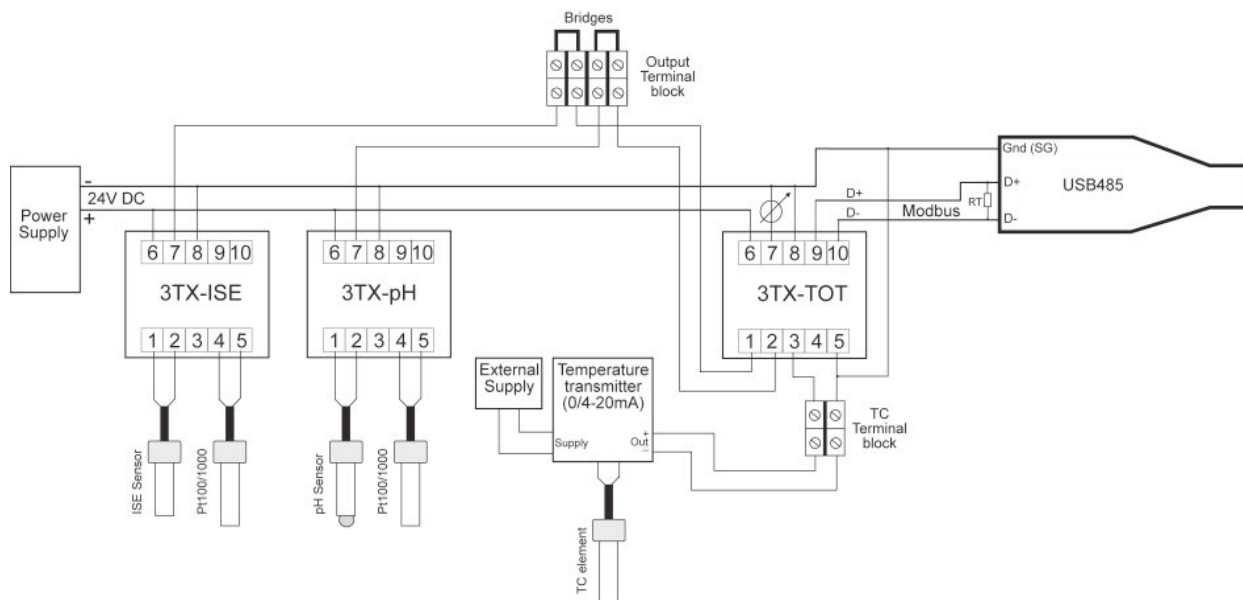 Bridges
Output
Terminal
block
Gnd (SG)
D+
RT
D-
USB485
-
24V DC
+
Power
Supply
D+
D-
Modbus
6 7 8 9 10
3TX-ISE
1 2 3 4 5
6 7 8 9 10
3TX-pH
1 2 3 4 5
6 7 8 9 10
3TX-TOT
1 2 3 4 5
External
Supply
Temperature
transmitter
(0/4-20mA)
Supply
+
Out
–
TC
Terminal
block
ISE Sensor
Pt100/1000
pH Sensor
Pt100/1000
TC element